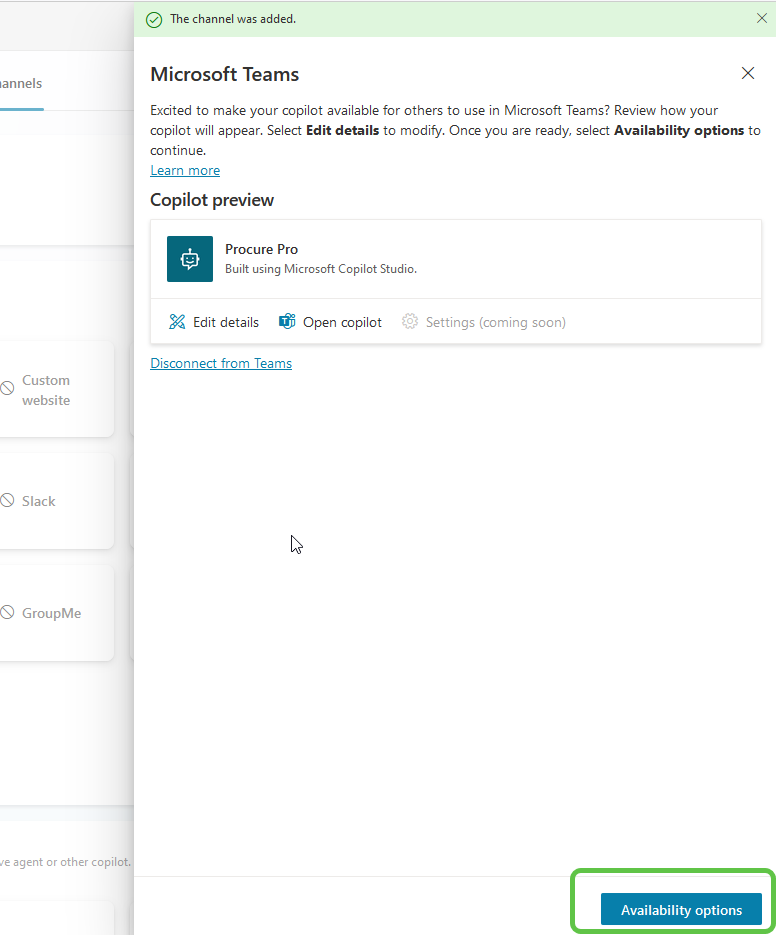 The channel was added.
Microsoft Teams
Excited to make your copilot available for others to use in Microsoft Teams? Review how your
copilot will appear. Select Edit details to modify. Once you are ready, select Availability options to
continue.
Learn more
Copilot preview
Procure Pro
Built using Microsoft Copilot Studio.
Edit details Open copilot Settings (coming soon)
Disconnect from Teams
Custom
website
Slack
GroupMe
agent or other copilot.
Availability options